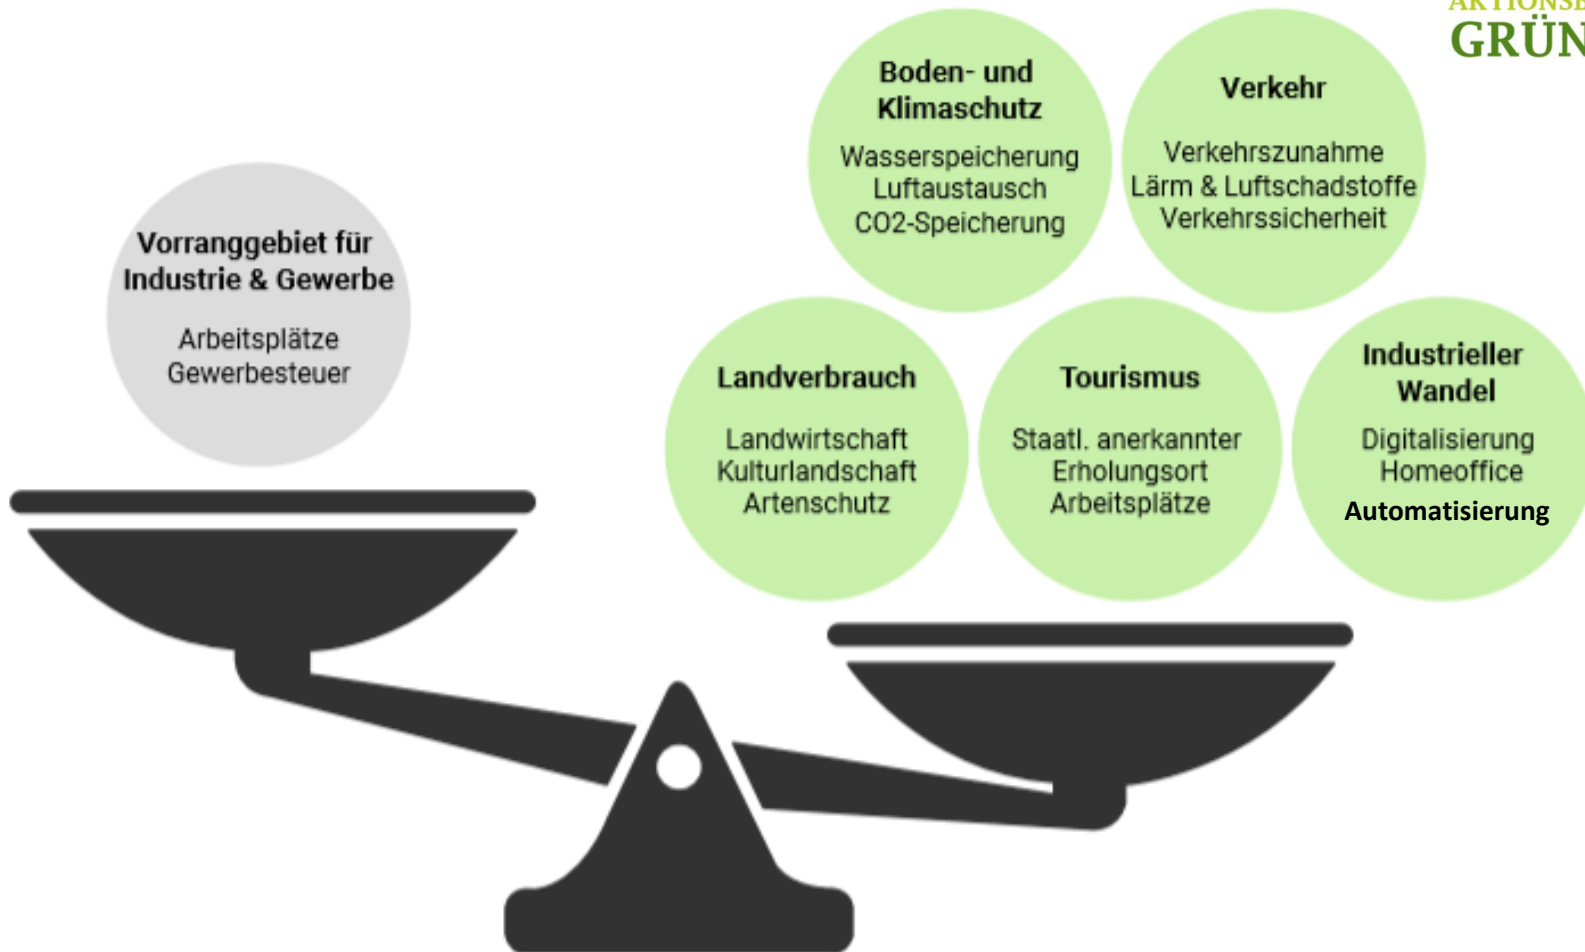 GRÜN
Vorranggebiet für
Industrie & Gewerbe
Arbeitsplätze
Gewerbesteuer
Boden- und
Klimaschutz
Wasserspeicherung
Luftaustausch
CO2-Speicherung
Verkehr
Verkehrszunahme
Lärm & Luftschadstoffe
Verkehrssicherheit
Landverbrauch
Landwirtschaft
Kulturlandschaft
Artenschutz
Tourismus
Staatl. anerkannter
Erholungsort
Arbeitsplätze
Industrieller
Wandel
Digitalisierung
Homeoffice
Automatisierung